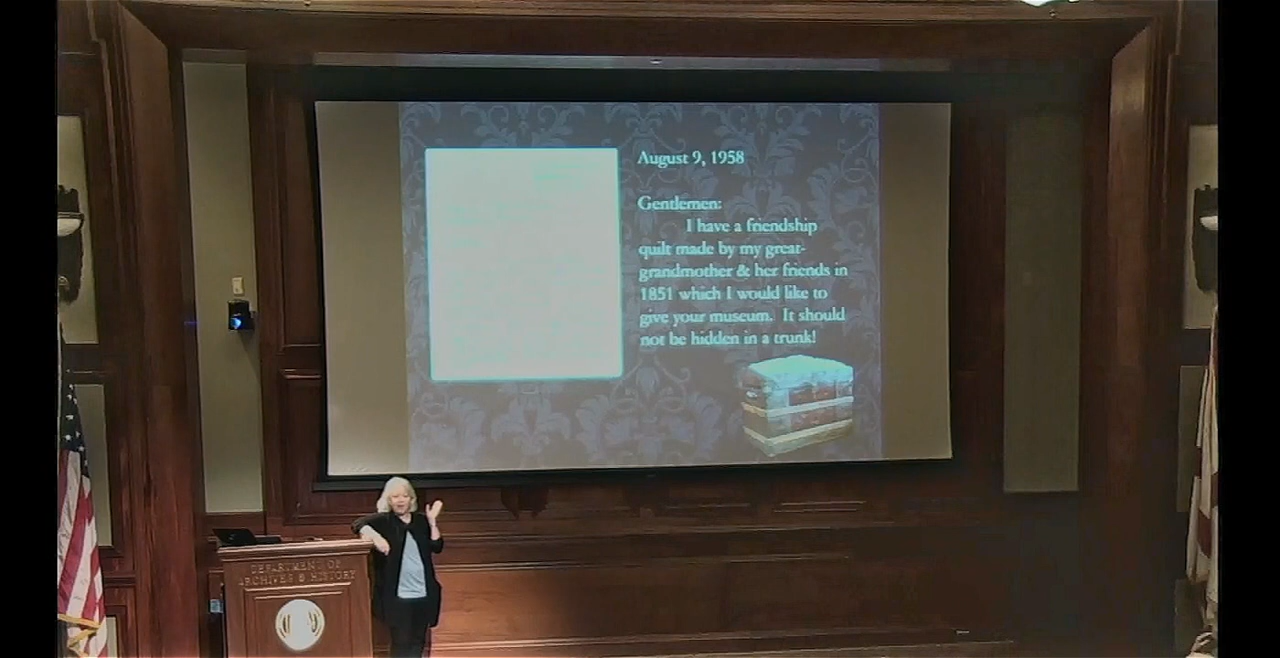 August 9, 1958
Gentlemen:
I have a friendship
quilt made by my great-
grandmother & her friends in
1851 which I would like to
give your museum. It should
not be hidden in a trunk!
DEPARTMENT OF
ARCHIVES & HISTORY